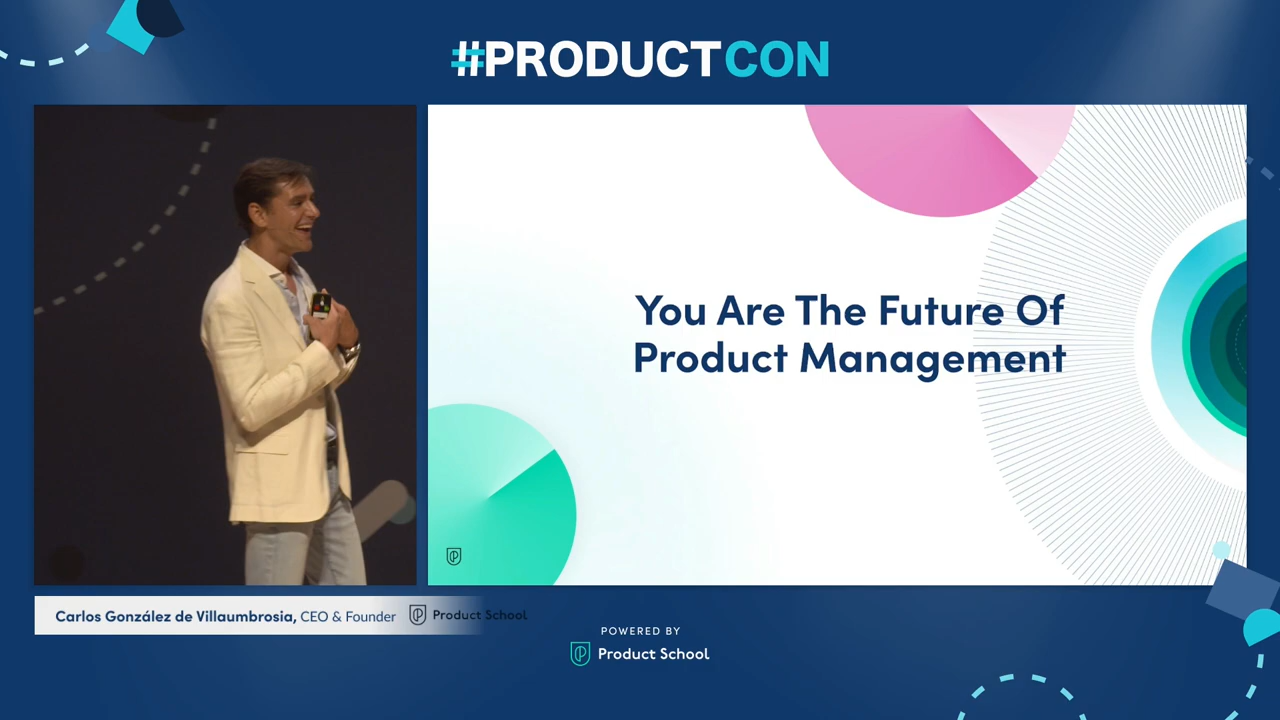 #PRODUCTCON
You Are The Future Of
Product Management
Carlos González de Villaumbrosia, CEO & Founder Product School
POWERED BY
Product School